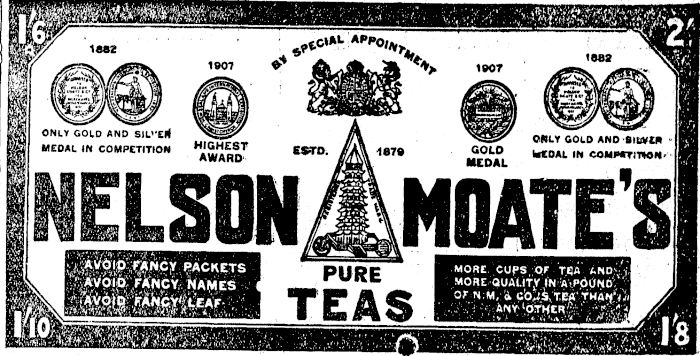 1/6
2/-
BY SPECIAL APPOINTMENT
1882
1907
1907
1882
ONLY GOLD AND SILVER
MEDAL IN COMPETITION
HIGHEST
AWARD
ESTD. 1879
GOLD
MEDAL
ONLY GOLD AND SILVER
MEDAL IN COMPETITION
NELSON MOATE'S
PURE
TEAS
AVOID FANCY PACKETS
AVOID FANCY NAMES
AVOID FANCY LEAF
MORE CUPS OF TEA AND
MORE QUALITY IN A POUND
OF N.M. & CO.'S TEA THAN
ANY OTHER
1/10
1/8